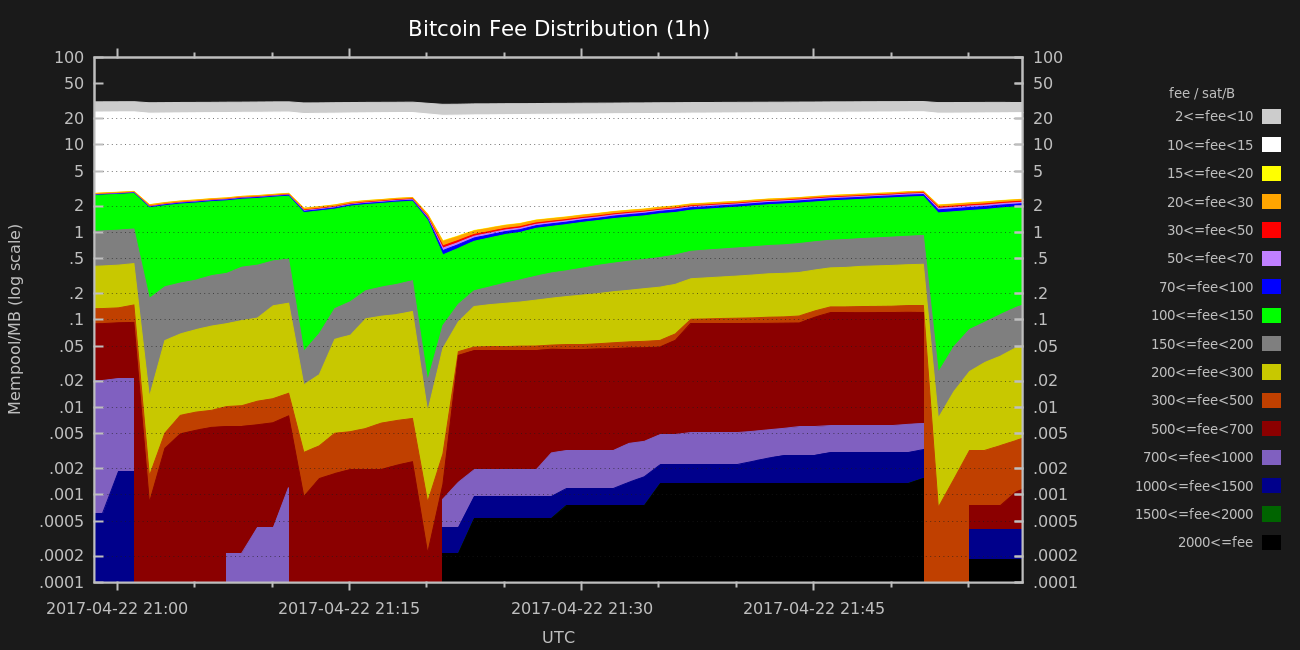 Bitcoin Fee Distribution (1h)
100 100
fee / sat/B
50 50
2<=fee<10
20 20
10 10
10<=fee<15
5 5
15<=fee<20
2 2
20<=fee<30
1 1
30<=fee<50
.5 .5
50<=fee<70
.2 .2
70<=fee<100
.1 .1
100<=fee<150
.05 .05
150<=fee<200
.02 .02
200<=fee<300
.01 .01
300<=fee<500
.005 .005
500<=fee<700
.002 .002
700<=fee<1000
.001 .001
1000<=fee<1500
.0005 .0005
1500<=fee<2000
.0002 .0002
2000<=fee
.0001 .0001
Mempool/MB (log scale)
2017-04-22 21:00 2017-04-22 21:15 2017-04-22 21:30 2017-04-22 21:45
UTC